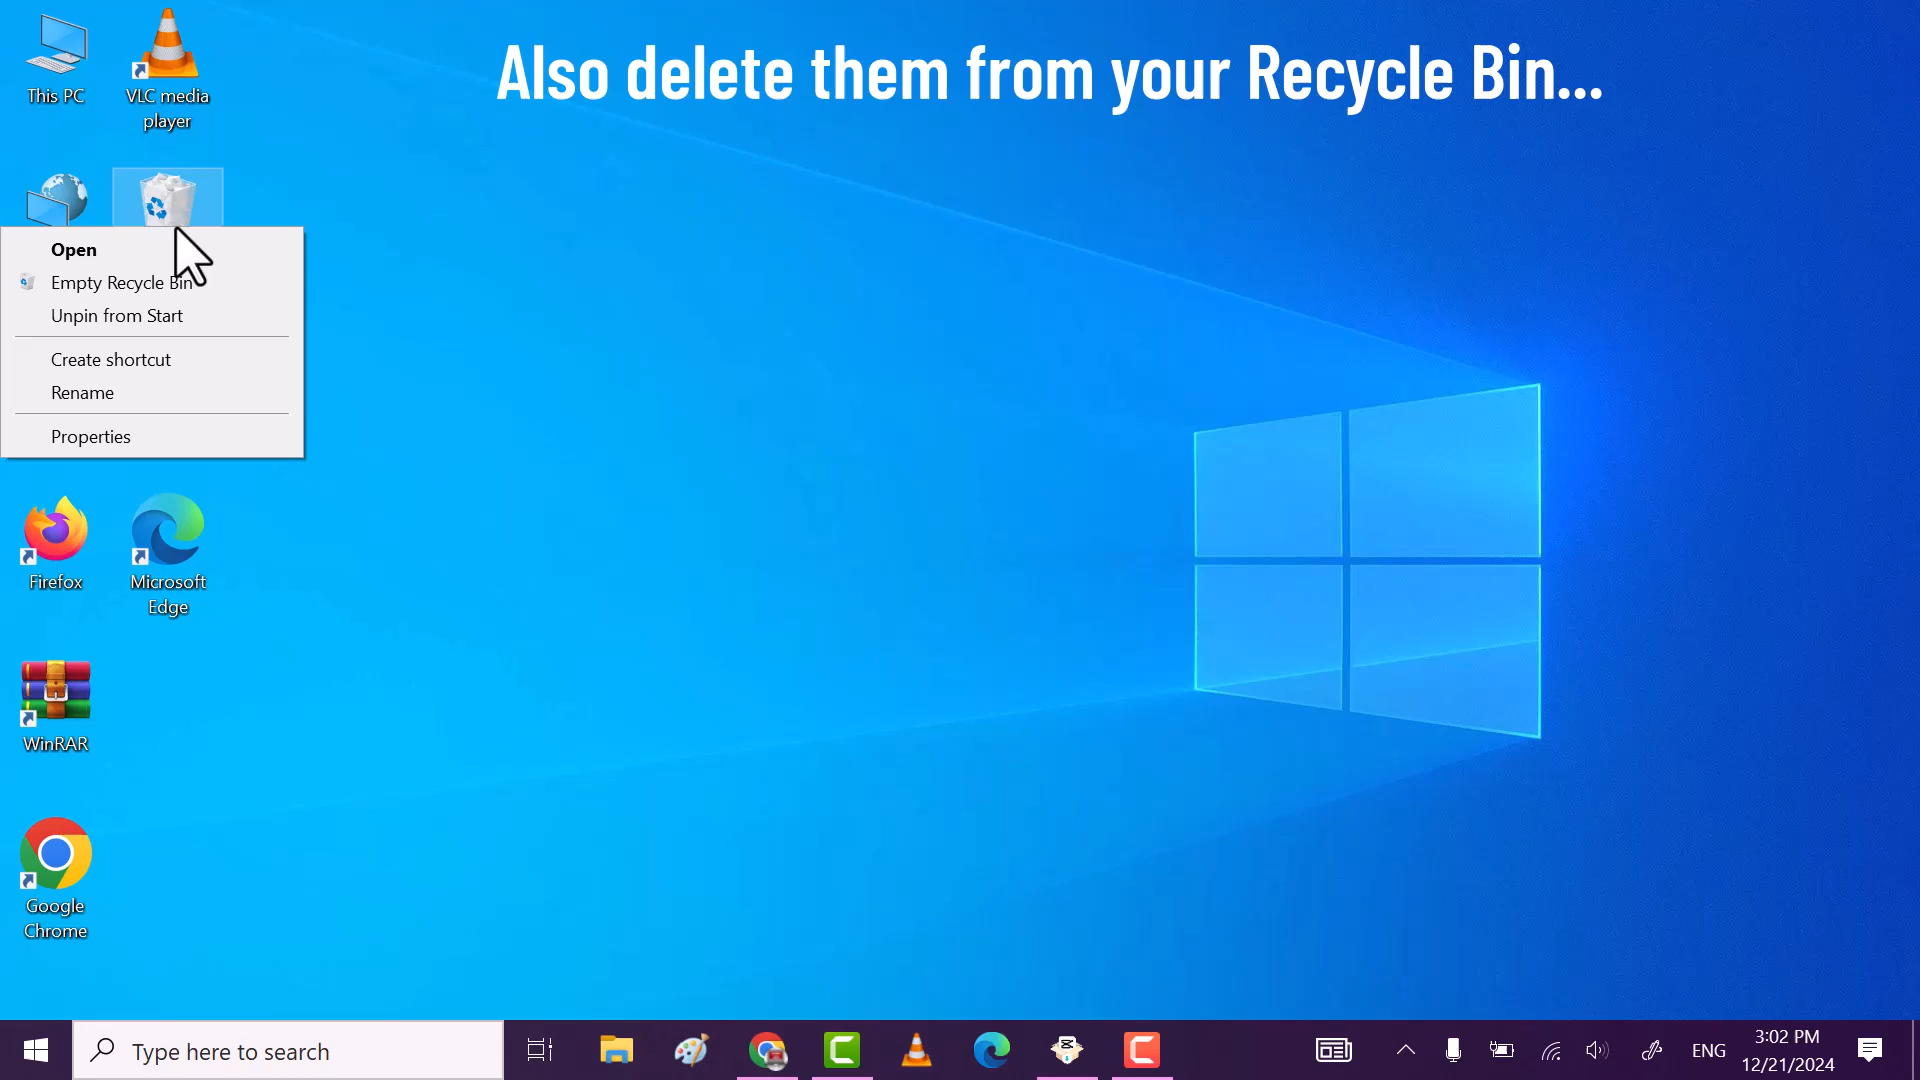 Also delete them from your Recycle Bin...
This PC
VLC media
player
Open
Empty Recycle Bin
Unpin from Start
Create shortcut
Rename
Properties
Firefox
Microsoft
Edge
WinRAR
Google
Chrome
Type here to search
ENG
3:02 PM
12/21/2024